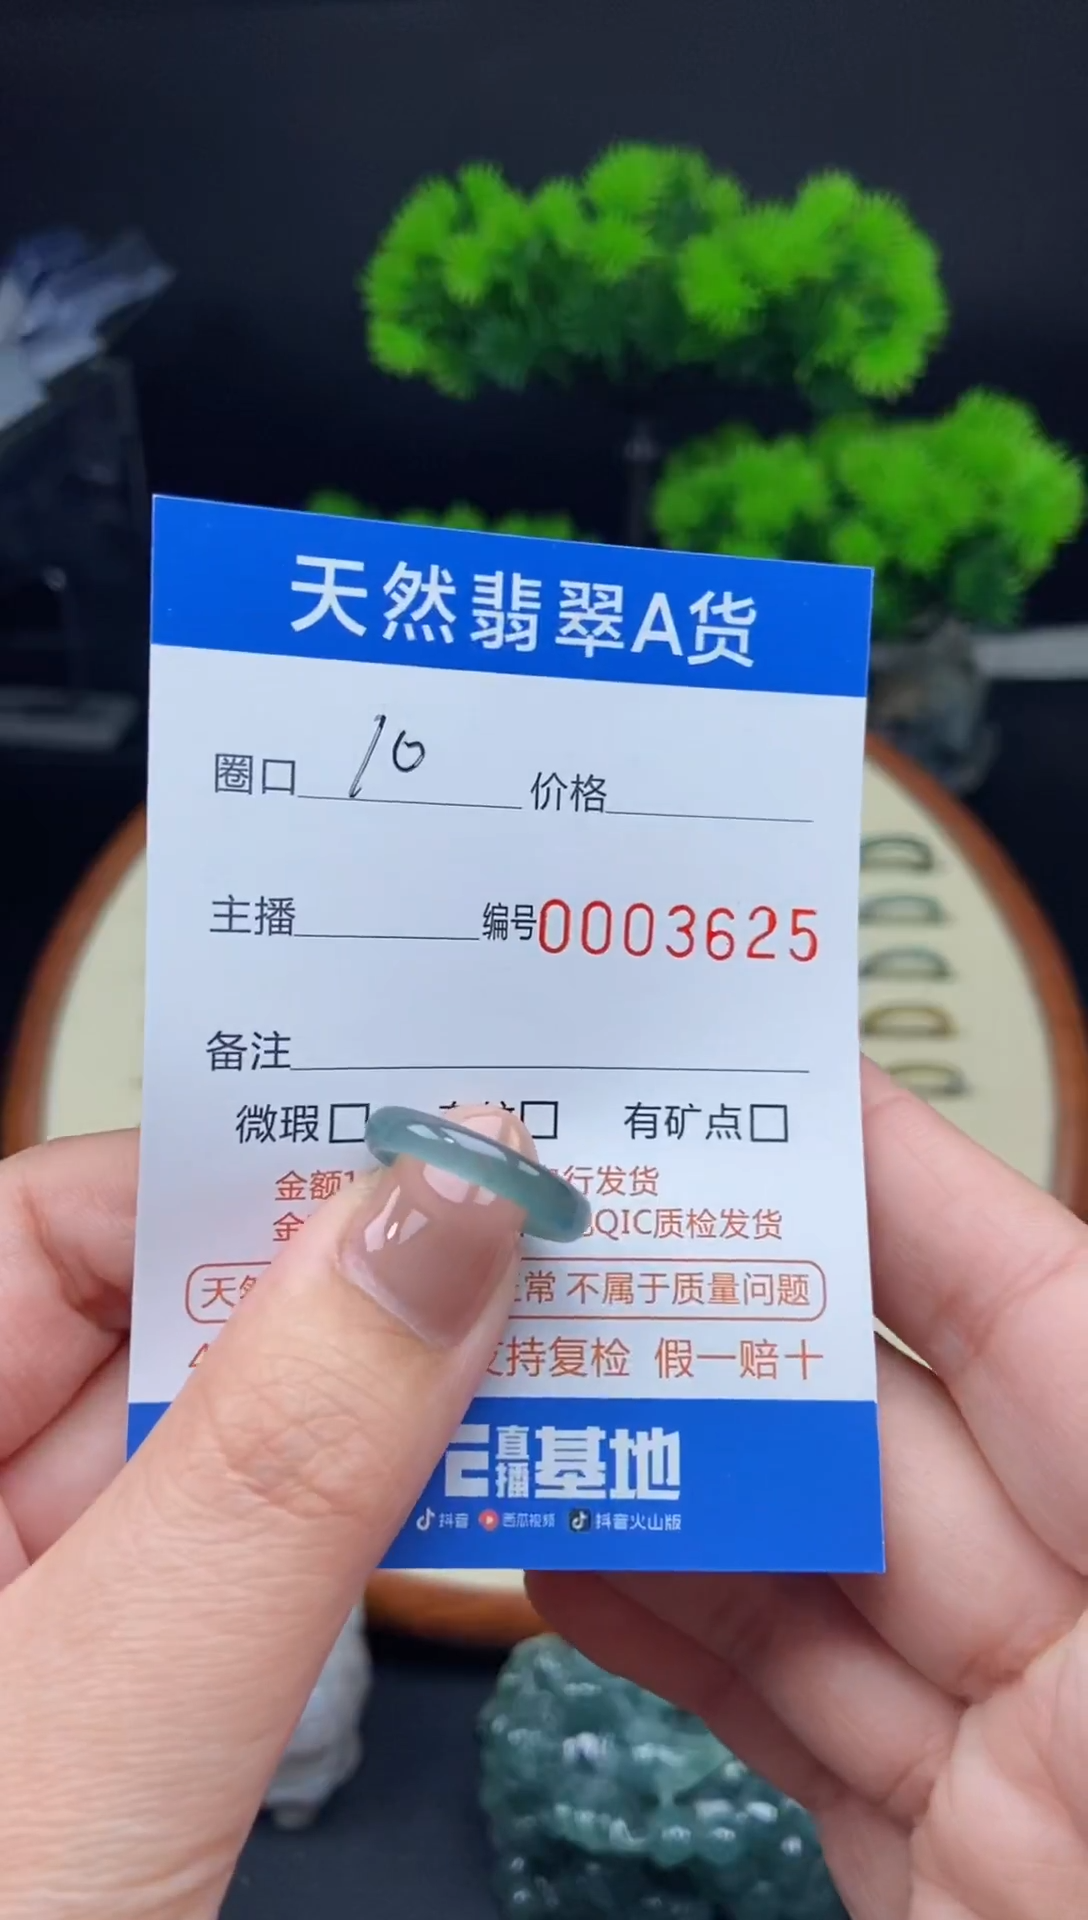 天然翡翠A货
圈口 10 价格
主播 编号0003625
备注
微瑕□ □ 有矿点□
金额 行发货
金 QIC质检发货
天然 常 不属于质量问题
支持复检 假一赔十
直播基地
抖音 西瓜视频 抖音火山版